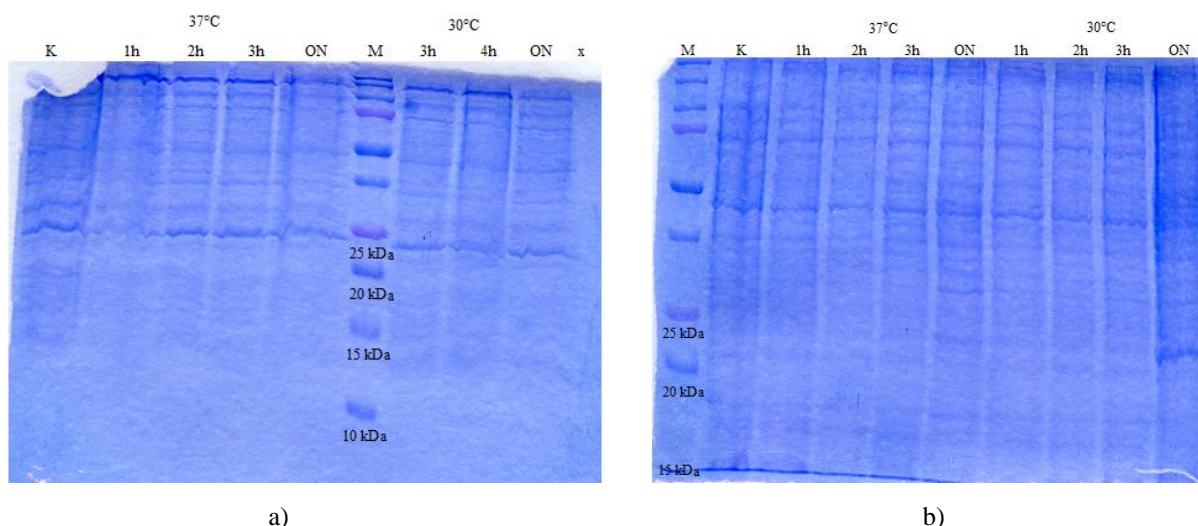 37°C 30°C
K 1h 2h 3h ON M 3h 4h ON x
25 kDa
20 kDa
15 kDa
10 kDa
a)
37°C 30°C
M K 1h 2h 3h ON 1h 2h 3h ON
25 kDa
20 kDa
15 kDa
b)